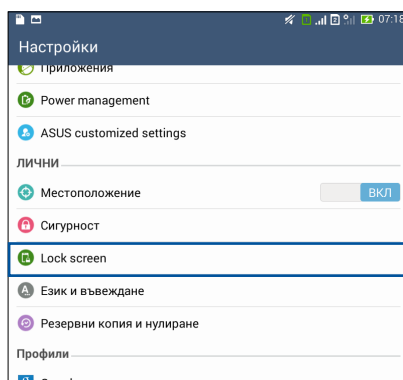 07:18
Настройки
Приложения
Power management
ASUS customized settings
ЛИЧНИ
Местоположение ВКЛ
Сигурност
Lock screen
Език и въвеждане
A
Резервни копия и нулиране
Профили